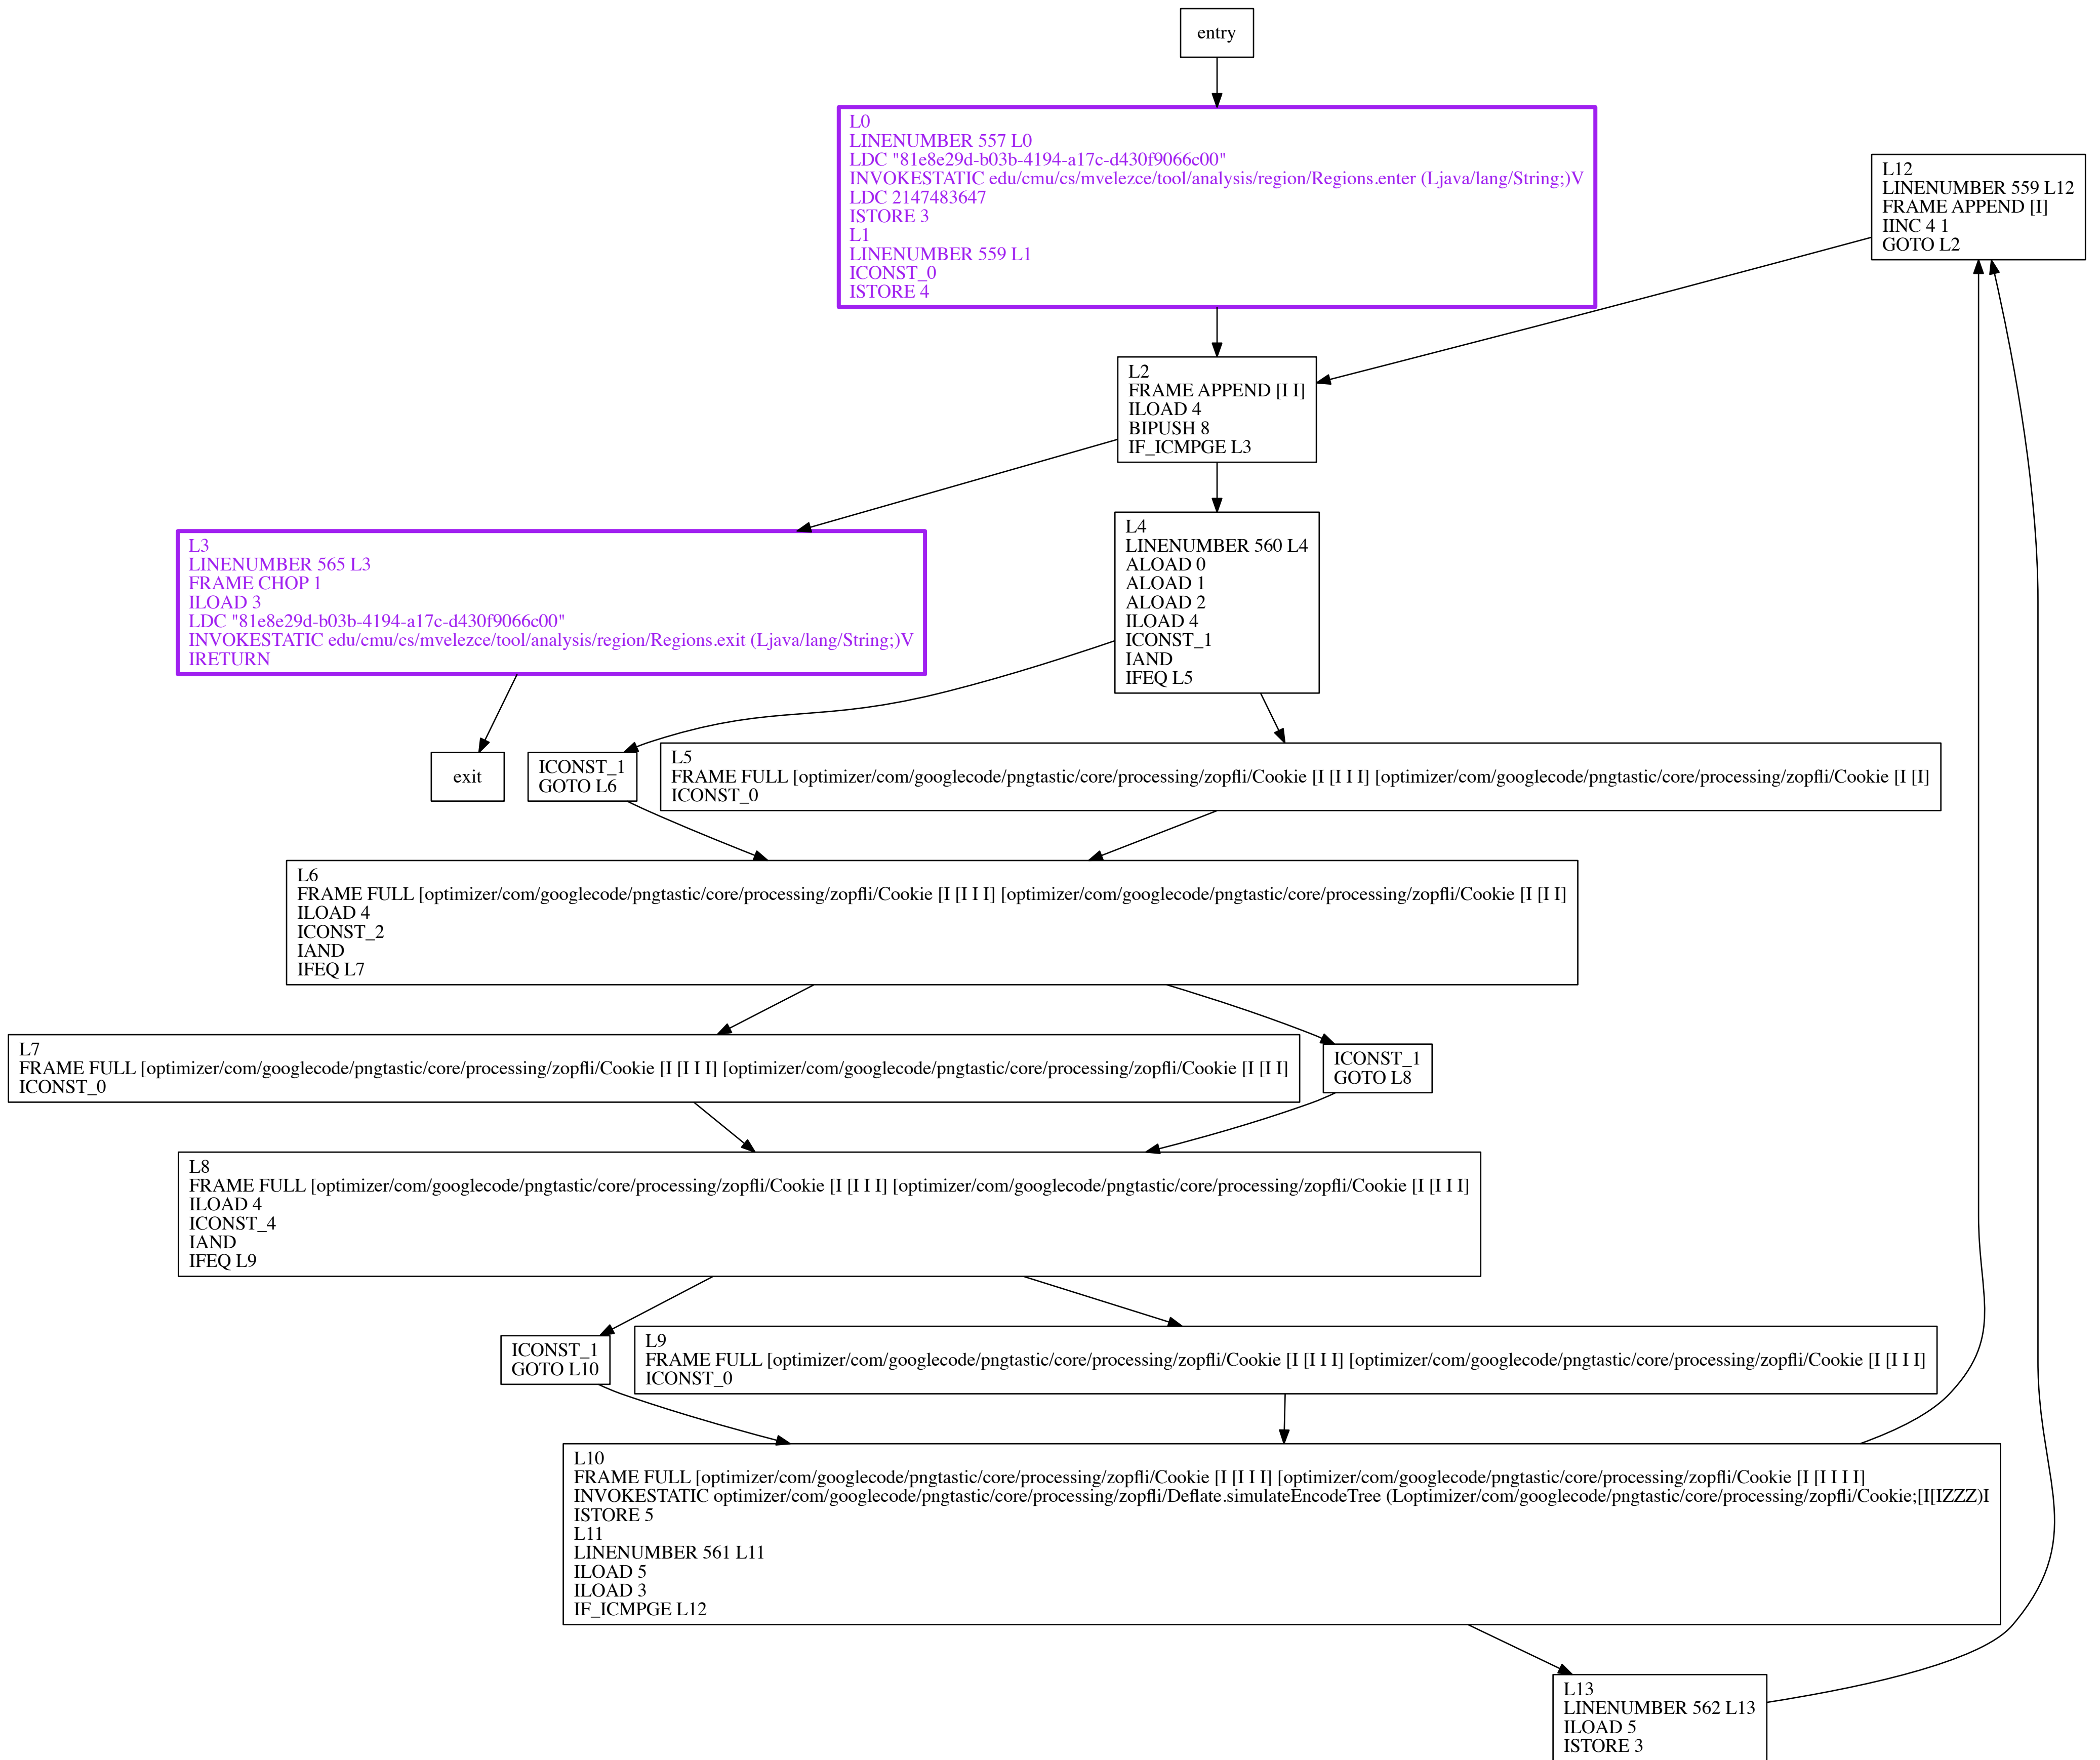 entry
L0
LINENUMBER 557 L0
LDC "81e8e29d-b03b-4194-a17c-d430f9066c00"
INVOKESTATIC edu/cmu/cs/mvelezce/tool/analysis/region/Regions.enter (Ljava/lang/String;)V
LDC 2147483647
ISTORE 3
L1
LINENUMBER 559 L1
ICONST_0
ISTORE 4
L12
LINENUMBER 559 L12
FRAME APPEND [I]
IINC 4 1
GOTO L2
L2
FRAME APPEND [I I]
ILOAD 4
BIPUSH 8
IF_ICMPGE L3
L3
LINENUMBER 565 L3
FRAME CHOP 1
ILOAD 3
LDC "81e8e29d-b03b-4194-a17c-d430f9066c00"
INVOKESTATIC edu/cmu/cs/mvelezce/tool/analysis/region/Regions.exit (Ljava/lang/String;)V
IRETURN
L4
LINENUMBER 560 L4
ALOAD 0
ALOAD 1
ALOAD 2
ILOAD 4
ICONST_1
IAND
IFEQ L5
exit
ICONST_1
GOTO L6
L5
FRAME FULL [optimizer/com/googlecode/pngtastic/core/processing/zopfli/Cookie [I [I I I] [optimizer/com/googlecode/pngtastic/core/processing/zopfli/Cookie [I [I]
ICONST_0
L6
FRAME FULL [optimizer/com/googlecode/pngtastic/core/processing/zopfli/Cookie [I [I I I] [optimizer/com/googlecode/pngtastic/core/processing/zopfli/Cookie [I [I I]
ILOAD 4
ICONST_2
IAND
IFEQ L7
L7
FRAME FULL [optimizer/com/googlecode/pngtastic/core/processing/zopfli/Cookie [I [I I I] [optimizer/com/googlecode/pngtastic/core/processing/zopfli/Cookie [I [I I]
ICONST_0
ICONST_1
GOTO L8
L8
FRAME FULL [optimizer/com/googlecode/pngtastic/core/processing/zopfli/Cookie [I [I I I] [optimizer/com/googlecode/pngtastic/core/processing/zopfli/Cookie [I [I I I]
ILOAD 4
ICONST_4
IAND
IFEQ L9
ICONST_1
GOTO L10
L9
FRAME FULL [optimizer/com/googlecode/pngtastic/core/processing/zopfli/Cookie [I [I I I] [optimizer/com/googlecode/pngtastic/core/processing/zopfli/Cookie [I [I I I]
ICONST_0
L10
FRAME FULL [optimizer/com/googlecode/pngtastic/core/processing/zopfli/Cookie [I [I I I] [optimizer/com/googlecode/pngtastic/core/processing/zopfli/Cookie [I [I I I I]
INVOKESTATIC optimizer/com/googlecode/pngtastic/core/processing/zopfli/Deflate.simulateEncodeTree (Loptimizer/com/googlecode/pngtastic/core/processing/zopfli/Cookie;[I[IZZZ)I
ISTORE 5
L11
LINENUMBER 561 L11
ILOAD 5
ILOAD 3
IF_ICMPGE L12
L13
LINENUMBER 562 L13
ILOAD 5
ISTORE 3